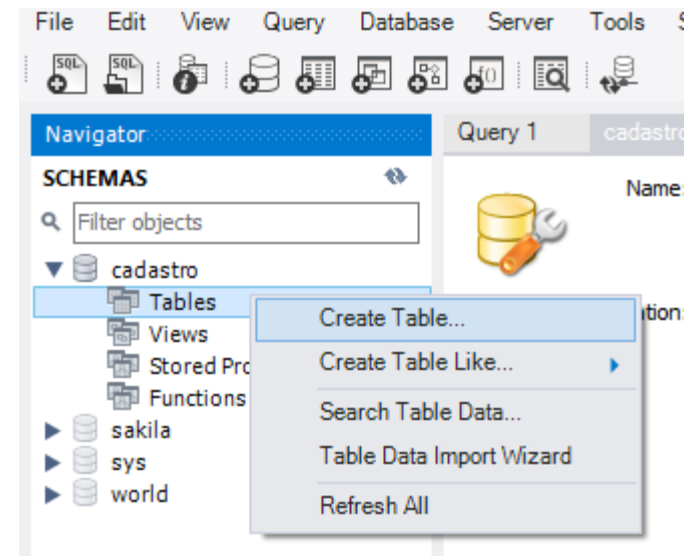 File Edit View Query Database Server Tools
SQL SQL
Navigator
Query 1 cadastro
SCHEMAS
Name:
Filter objects
cadastro
Tables
Views
Stored Pro
Functions
sakila
sys
world
Create Table...
Create Table Like...
Search Table Data...
Table Data Import Wizard
Refresh All
tion: